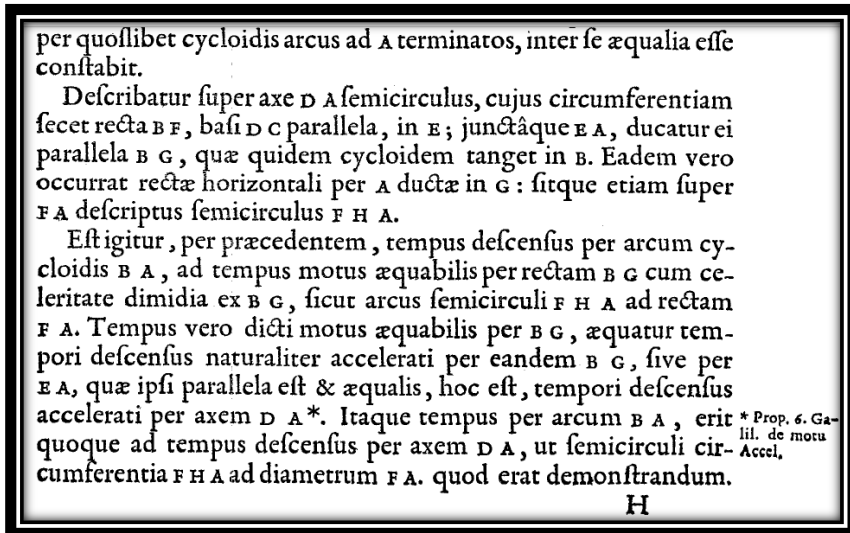 per quoſlibet cycloidis arcus ad A terminatos, inter ſe æqualia eſſe
conſtabit.
Deſcribatur ſuper axe D A ſemicirculus, cujus circumferentiam
ſecet recta B F, baſi D C parallela, in E; junctâque E A, ducatur ei
parallela B G, quæ quidem cycloidem tanget in B. Eadem vero
occurrat rectæ horizontali per A ductæ in G: ſitque etiam ſuper
F A deſcriptus ſemicirculus F H A.
Eſt igitur, per præcedentem, tempus deſcenſus per arcum cy-
cloidis B A, ad tempus motus æquabilis per rectam B G cum ce-
leritate dimidia ex B G, ſicut arcus ſemicirculi F H A ad rectam
F A. Tempus vero dicti motus æquabilis per B G, æquatur tem-
pori deſcenſus naturaliter accelerati per eandem B G, ſive per
E A, quæ ipſi parallela eſt & æqualis, hoc eſt, tempori deſcenſus
accelerati per axem D A*. Itaque tempus per arcum B A, erit
quoque ad tempus deſcenſus per axem D A, ut ſemicirculi cir-
cumferentia F H A ad diametrum F A. quod erat demonſtrandum.
* Prop. 6. Ga-
lil. de motu
Accel.
H